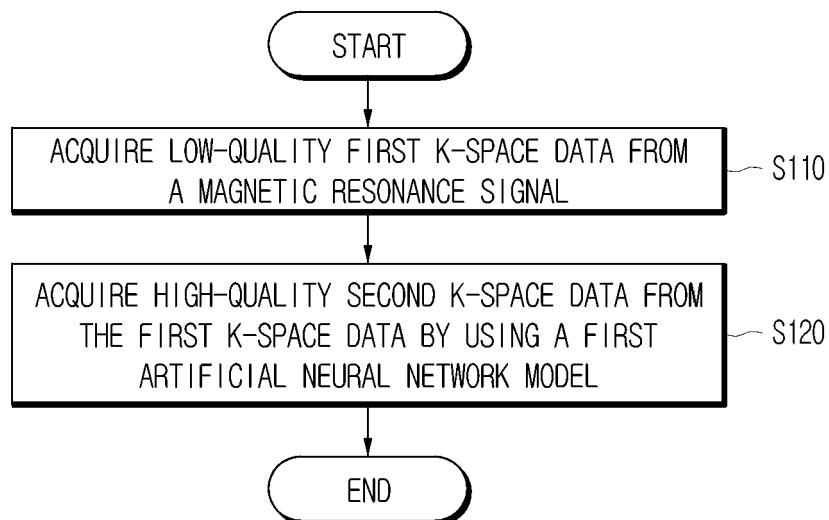 START
ACQUIRE LOW-QUALITY FIRST K-SPACE DATA FROM
A MAGNETIC RESONANCE SIGNAL
S110
ACQUIRE HIGH-QUALITY SECOND K-SPACE DATA FROM
THE FIRST K-SPACE DATA BY USING A FIRST
ARTIFICIAL NEURAL NETWORK MODEL
S120
END